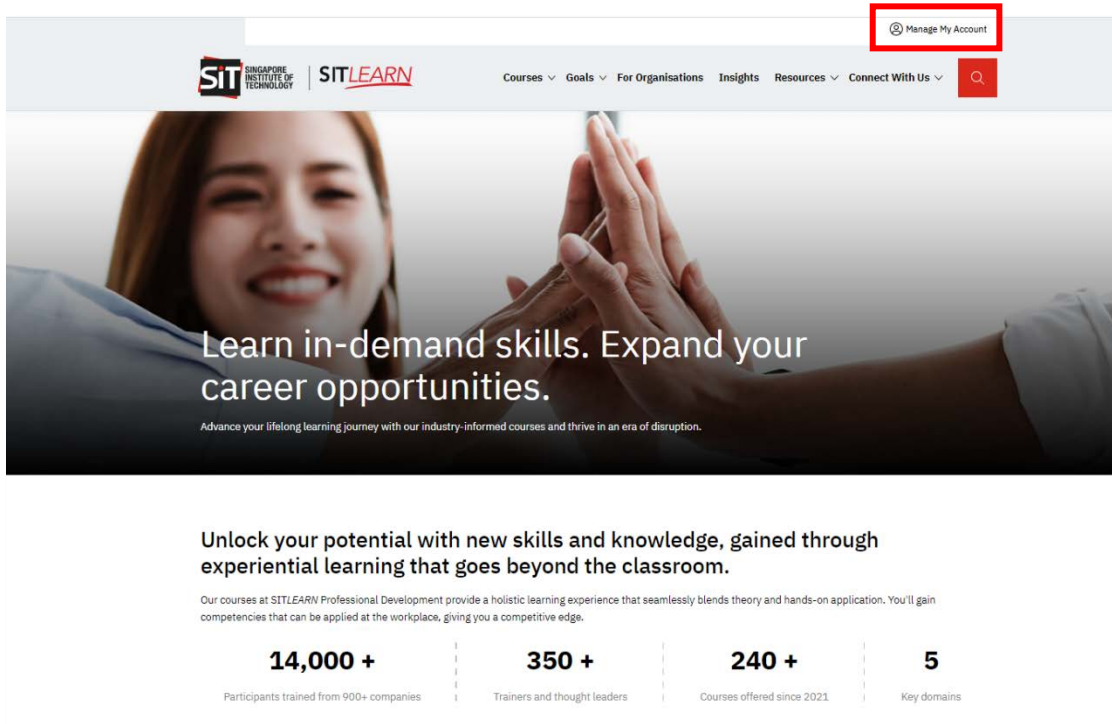 Manage My Account
SiT SINGAPORE INSTITUTE OF TECHNOLOGY
SITLEARN
Courses Goals For Organisations Insights Resources Connect With Us
Learn in-demand skills. Expand your
career opportunities.
Advance your lifelong learning journey with our industry-informed courses and thrive in an era of disruption.
Unlock your potential with new skills and knowledge, gained through
experiential learning that goes beyond the classroom.
Our courses at SITLEARN Professional Development provide a holistic learning experience that seamlessly blends theory and hands-on application. You'll gain
competencies that can be applied at the workplace, giving you a competitive edge.
14,000 +
Participants trained from 900+ companies
350 +
Trainers and thought leaders
240 +
Courses offered since 2021
5
Key domains